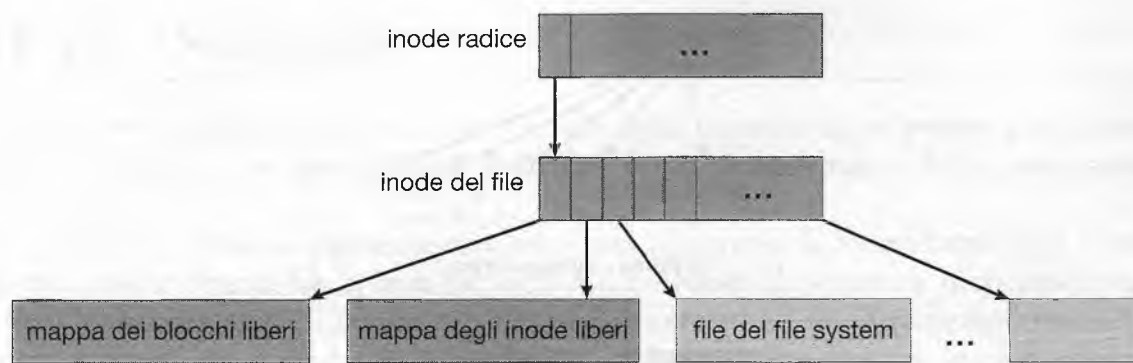 inode radice
...
inode del file
...
mappa dei blocchi liberi
mappa degli inode liberi
file del file system
...